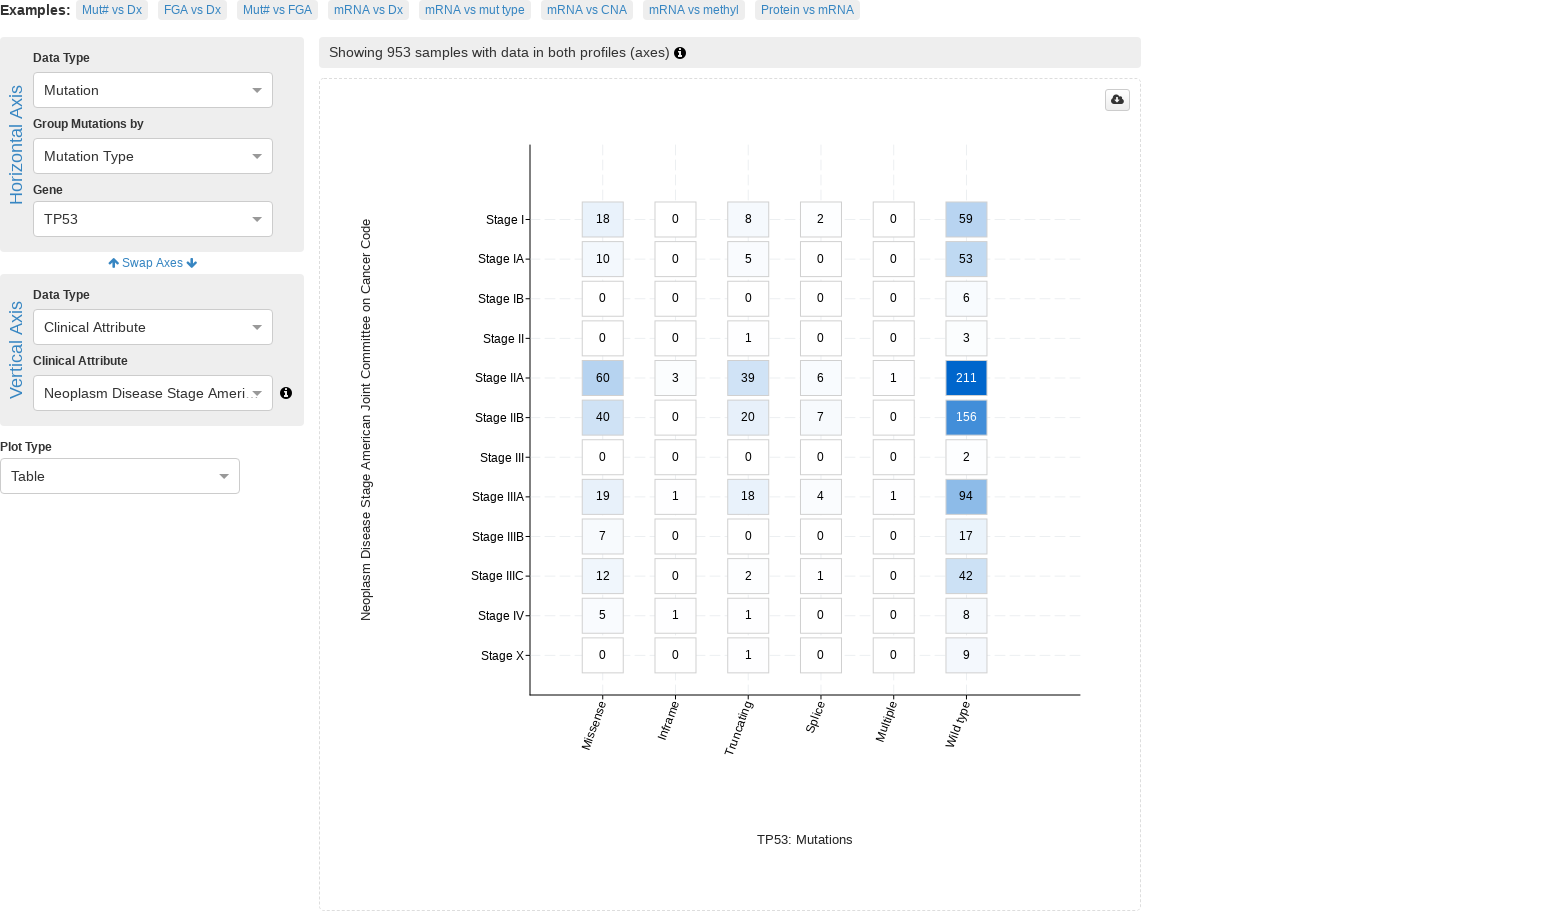 Examples: Mut# vs Dx FGA vs Dx Mut# vs FGA mRNA vs Dx mRNA vs mut type mRNA vs CNA mRNA vs methyl Protein vs mRNA
Horizontal Axis
Data Type
Mutation
Group Mutations by
Mutation Type
Gene
TP53
Swap Axes
Vertical Axis
Data Type
Clinical Attribute
Clinical Attribute
Neoplasm Disease Stage Ameri...
Plot Type
Table
Showing 953 samples with data in both profiles (axes)
Neoplasm Disease Stage American Joint Committee on Cancer Code
Stage I 18 0 8 2 0 59
Stage IA 10 0 5 0 0 53
Stage IB 0 0 0 0 0 6
Stage II 0 0 1 0 0 3
Stage IIA 60 3 39 6 1 211
Stage IIB 40 0 20 7 0 156
Stage III 0 0 0 0 0 2
Stage IIIA 19 1 18 4 1 94
Stage IIIB 7 0 0 0 0 17
Stage IIIC 12 0 2 1 0 42
Stage IV 5 1 1 0 0 8
Stage X 0 0 1 0 0 9
Missense Inframe Truncating Splice Multiple Wild type
TP53: Mutations